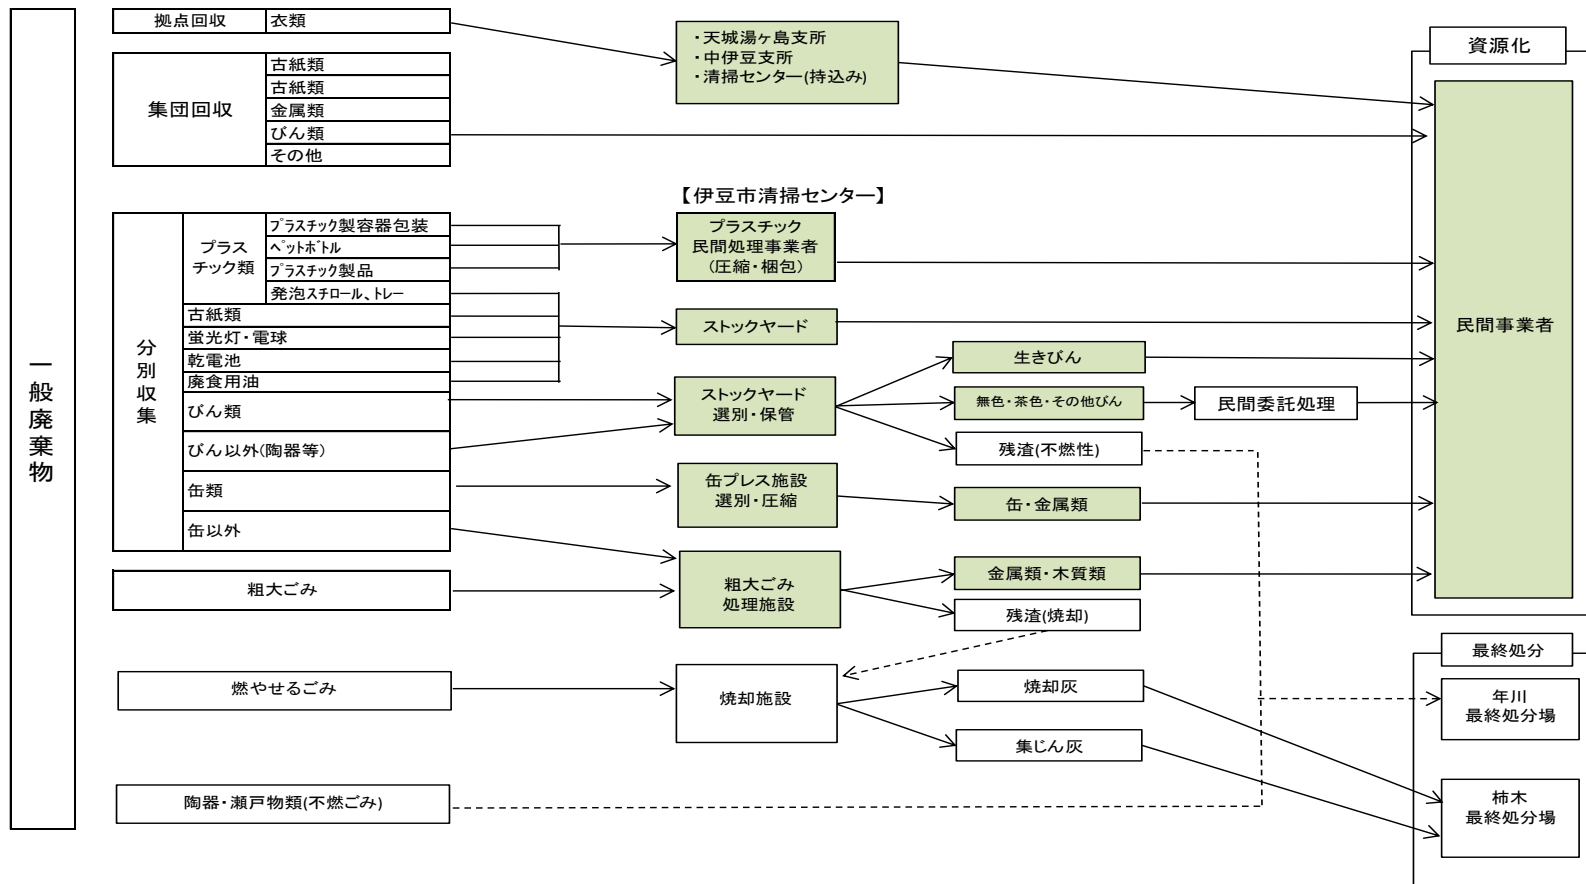 一般廃棄物
拠点回収
衣類
集団回収
古紙類
古紙類
金属類
びん類
その他
分別収集
プラス
チック類
プラスチック製容器包装
ペットボトル
プラスチック製品
発泡スチロール、トレー
古紙類
蛍光灯・電球
乾電池
廃食用油
びん類
びん以外(陶器等)
缶類
缶以外
粗大ごみ
燃やせるごみ
陶器・瀬戸物類(不燃ごみ)
・天城湯ヶ島支所
・中伊豆支所
・清掃センター(持込み)
【伊豆市清掃センター】
プラスチック
民間処理事業者
(圧縮・梱包)
ストックヤード
ストックヤード
選別・保管
缶プレス施設
選別・圧縮
粗大ごみ
処理施設
焼却施設
生きびん
無色・茶色・その他びん
残渣(不燃性)
缶・金属類
金属類・木質類
残渣(焼却)
焼却灰
集じん灰
民間委託処理
資源化
民間事業者
最終処分
年川
最終処分場
柿木
最終処分場